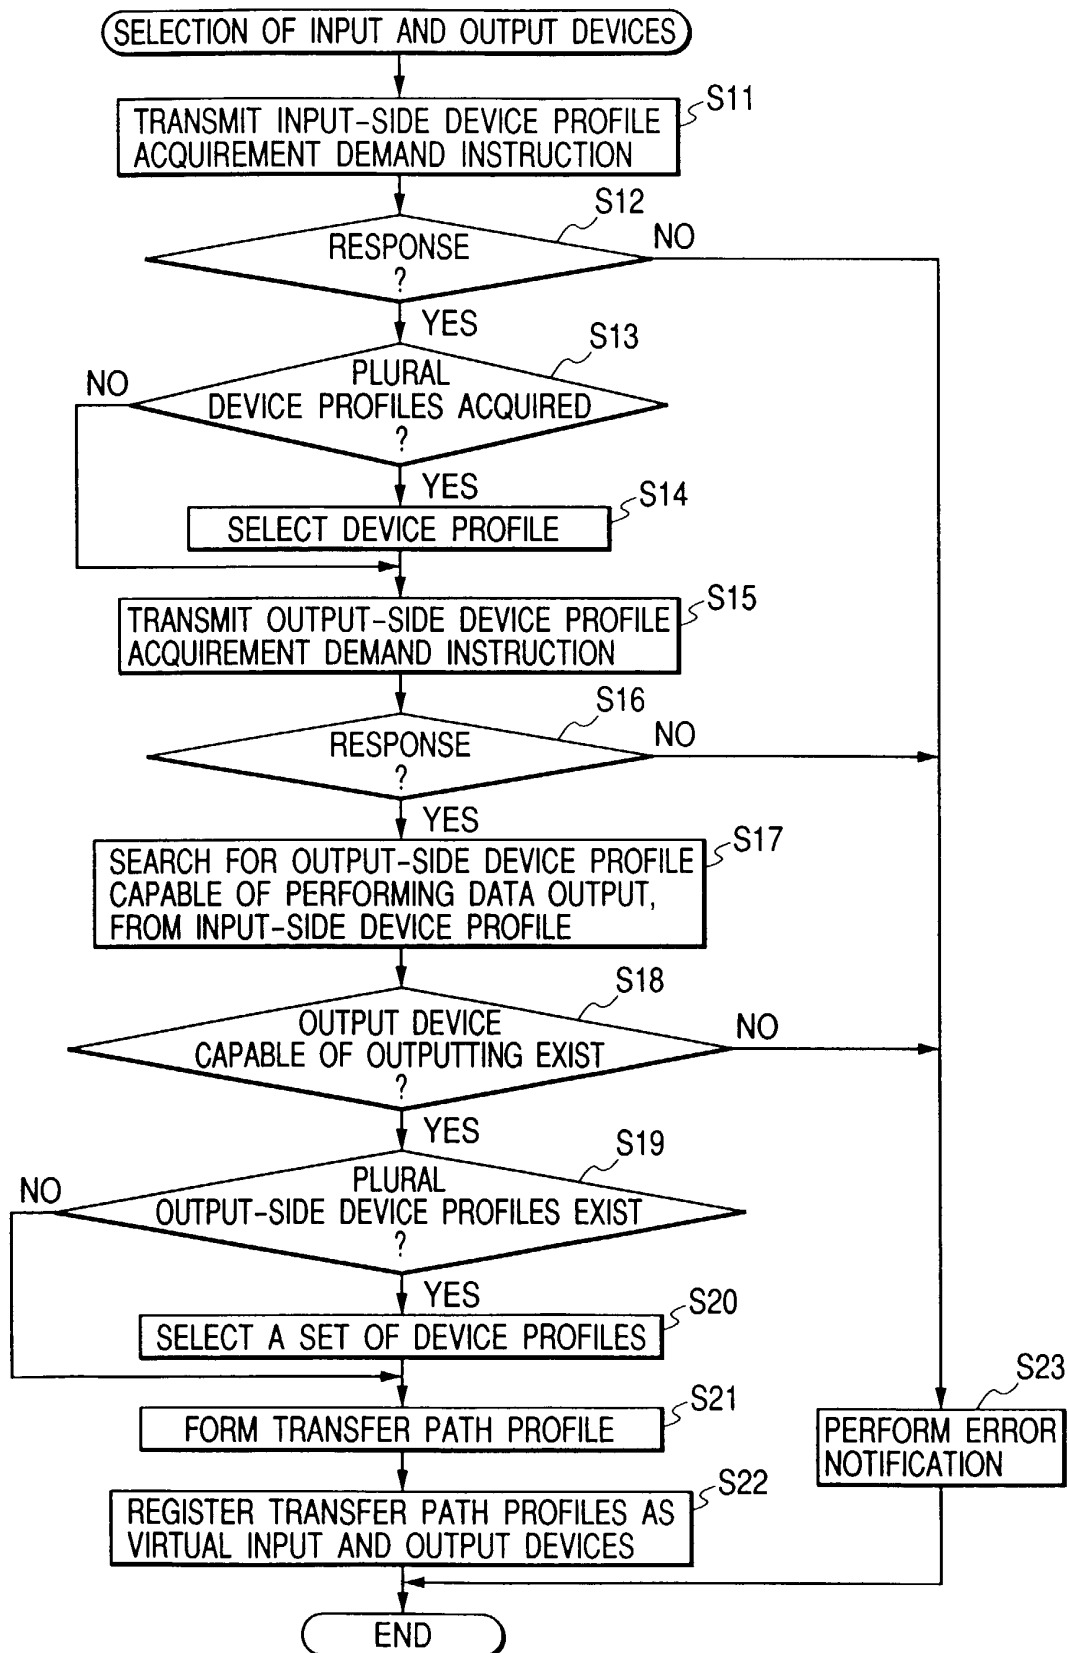 SELECTION OF INPUT AND OUTPUT DEVICES
S11
TRANSMIT INPUT-SIDE DEVICE PROFILE
ACQUIREMENT DEMAND INSTRUCTION
S12
RESPONSE
?
NO
YES
S13
PLURAL
DEVICE PROFILES ACQUIRED
?
NO
YES
S14
SELECT DEVICE PROFILE
S15
TRANSMIT OUTPUT-SIDE DEVICE PROFILE
ACQUIREMENT DEMAND INSTRUCTION
S16
RESPONSE
?
NO
YES
S17
SEARCH FOR OUTPUT-SIDE DEVICE PROFILE
CAPABLE OF PERFORMING DATA OUTPUT,
FROM INPUT-SIDE DEVICE PROFILE
S18
OUTPUT DEVICE
CAPABLE OF OUTPUTTING EXIST
?
NO
YES
S19
PLURAL
OUTPUT-SIDE DEVICE PROFILES EXIST
?
NO
YES
S20
SELECT A SET OF DEVICE PROFILES
S21
FORM TRANSFER PATH PROFILE
S23
PERFORM ERROR
NOTIFICATION
S22
REGISTER TRANSFER PATH PROFILES AS
VIRTUAL INPUT AND OUTPUT DEVICES
END